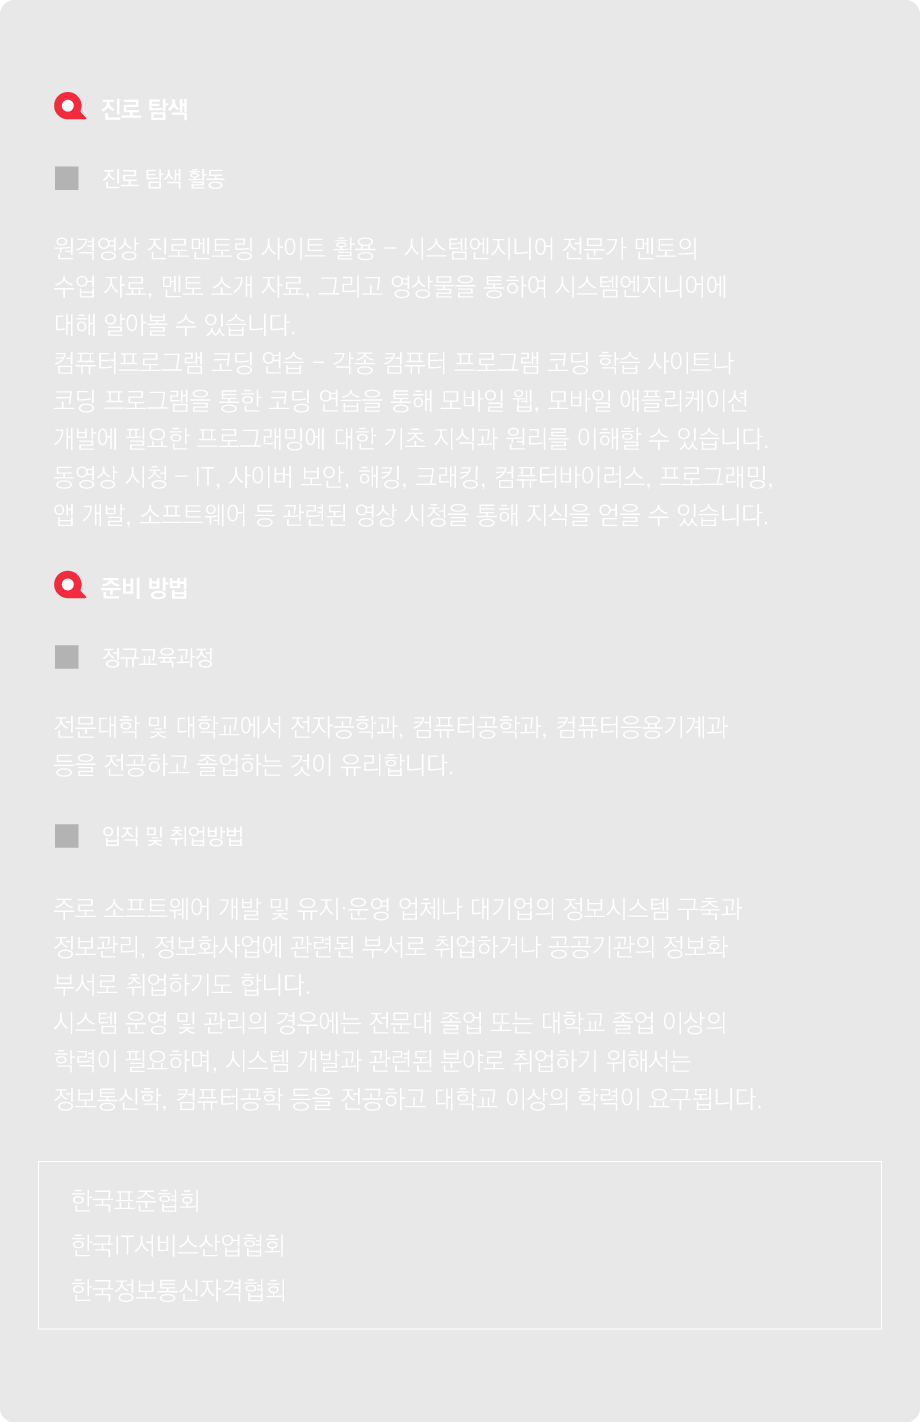 진로 탐색
진로 탐색 활동
원격영상 진로멘토링 사이트 활용 – 시스템엔지니어 전문가 멘토의
수업 자료, 멘토 소개 자료, 그리고 영상물을 통하여 시스템엔지니어에
대해 알아볼 수 있습니다.
컴퓨터프로그램 코딩 연습 – 각종 컴퓨터 프로그램 코딩 학습 사이트나
코딩 프로그램을 통한 코딩 연습을 통해 모바일 웹, 모바일 애플리케이션
개발에 필요한 프로그래밍에 대한 기초 지식과 원리를 이해할 수 있습니다.
동영상 시청 – IT, 사이버 보안, 해킹, 크래킹, 컴퓨터바이러스, 프로그래밍,
앱 개발, 소프트웨어 등 관련된 영상 시청을 통해 지식을 얻을 수 있습니다.
준비 방법
정규교육과정
전문대학 및 대학교에서 전자공학과, 컴퓨터공학과, 컴퓨터응용기계과
등을 전공하고 졸업하는 것이 유리합니다.
입직 및 취업방법
주로 소프트웨어 개발 및 유지·운영 업체나 대기업의 정보시스템 구축과
정보관리, 정보화사업에 관련된 부서로 취업하거나 공공기관의 정보화
부서로 취업하기도 합니다.
시스템 운영 및 관리의 경우에는 전문대 졸업 또는 대학교 졸업 이상의
학력이 필요하며, 시스템 개발과 관련된 분야로 취업하기 위해서는
정보통신학, 컴퓨터공학 등을 전공하고 대학교 이상의 학력이 요구됩니다.
한국표준협회
한국IT서비스산업협회
한국정보통신자격협회